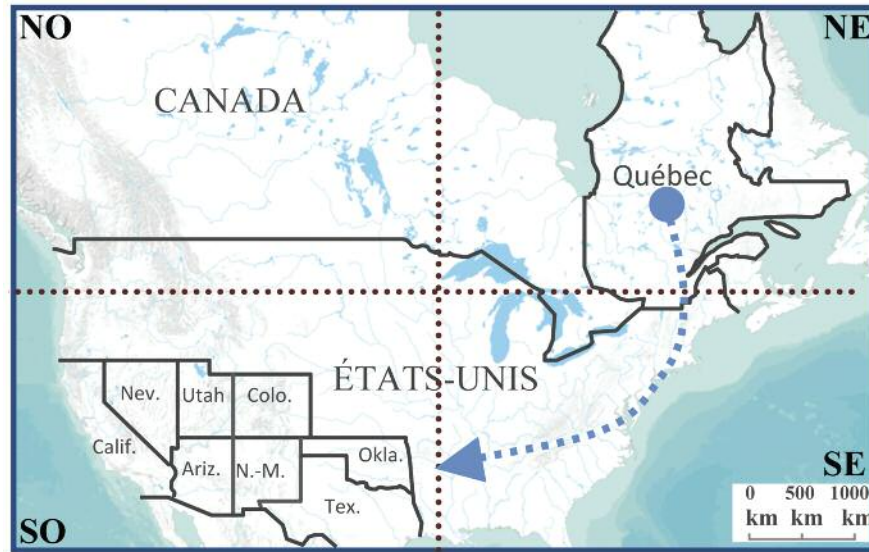 NO NE
CANADA
Québec
ÉTATS-UNIS
Nev. Utah Colo.
Calif. Ariz. N.-M. Okla.
Tex.
SO SE
0 500 1000
km km km